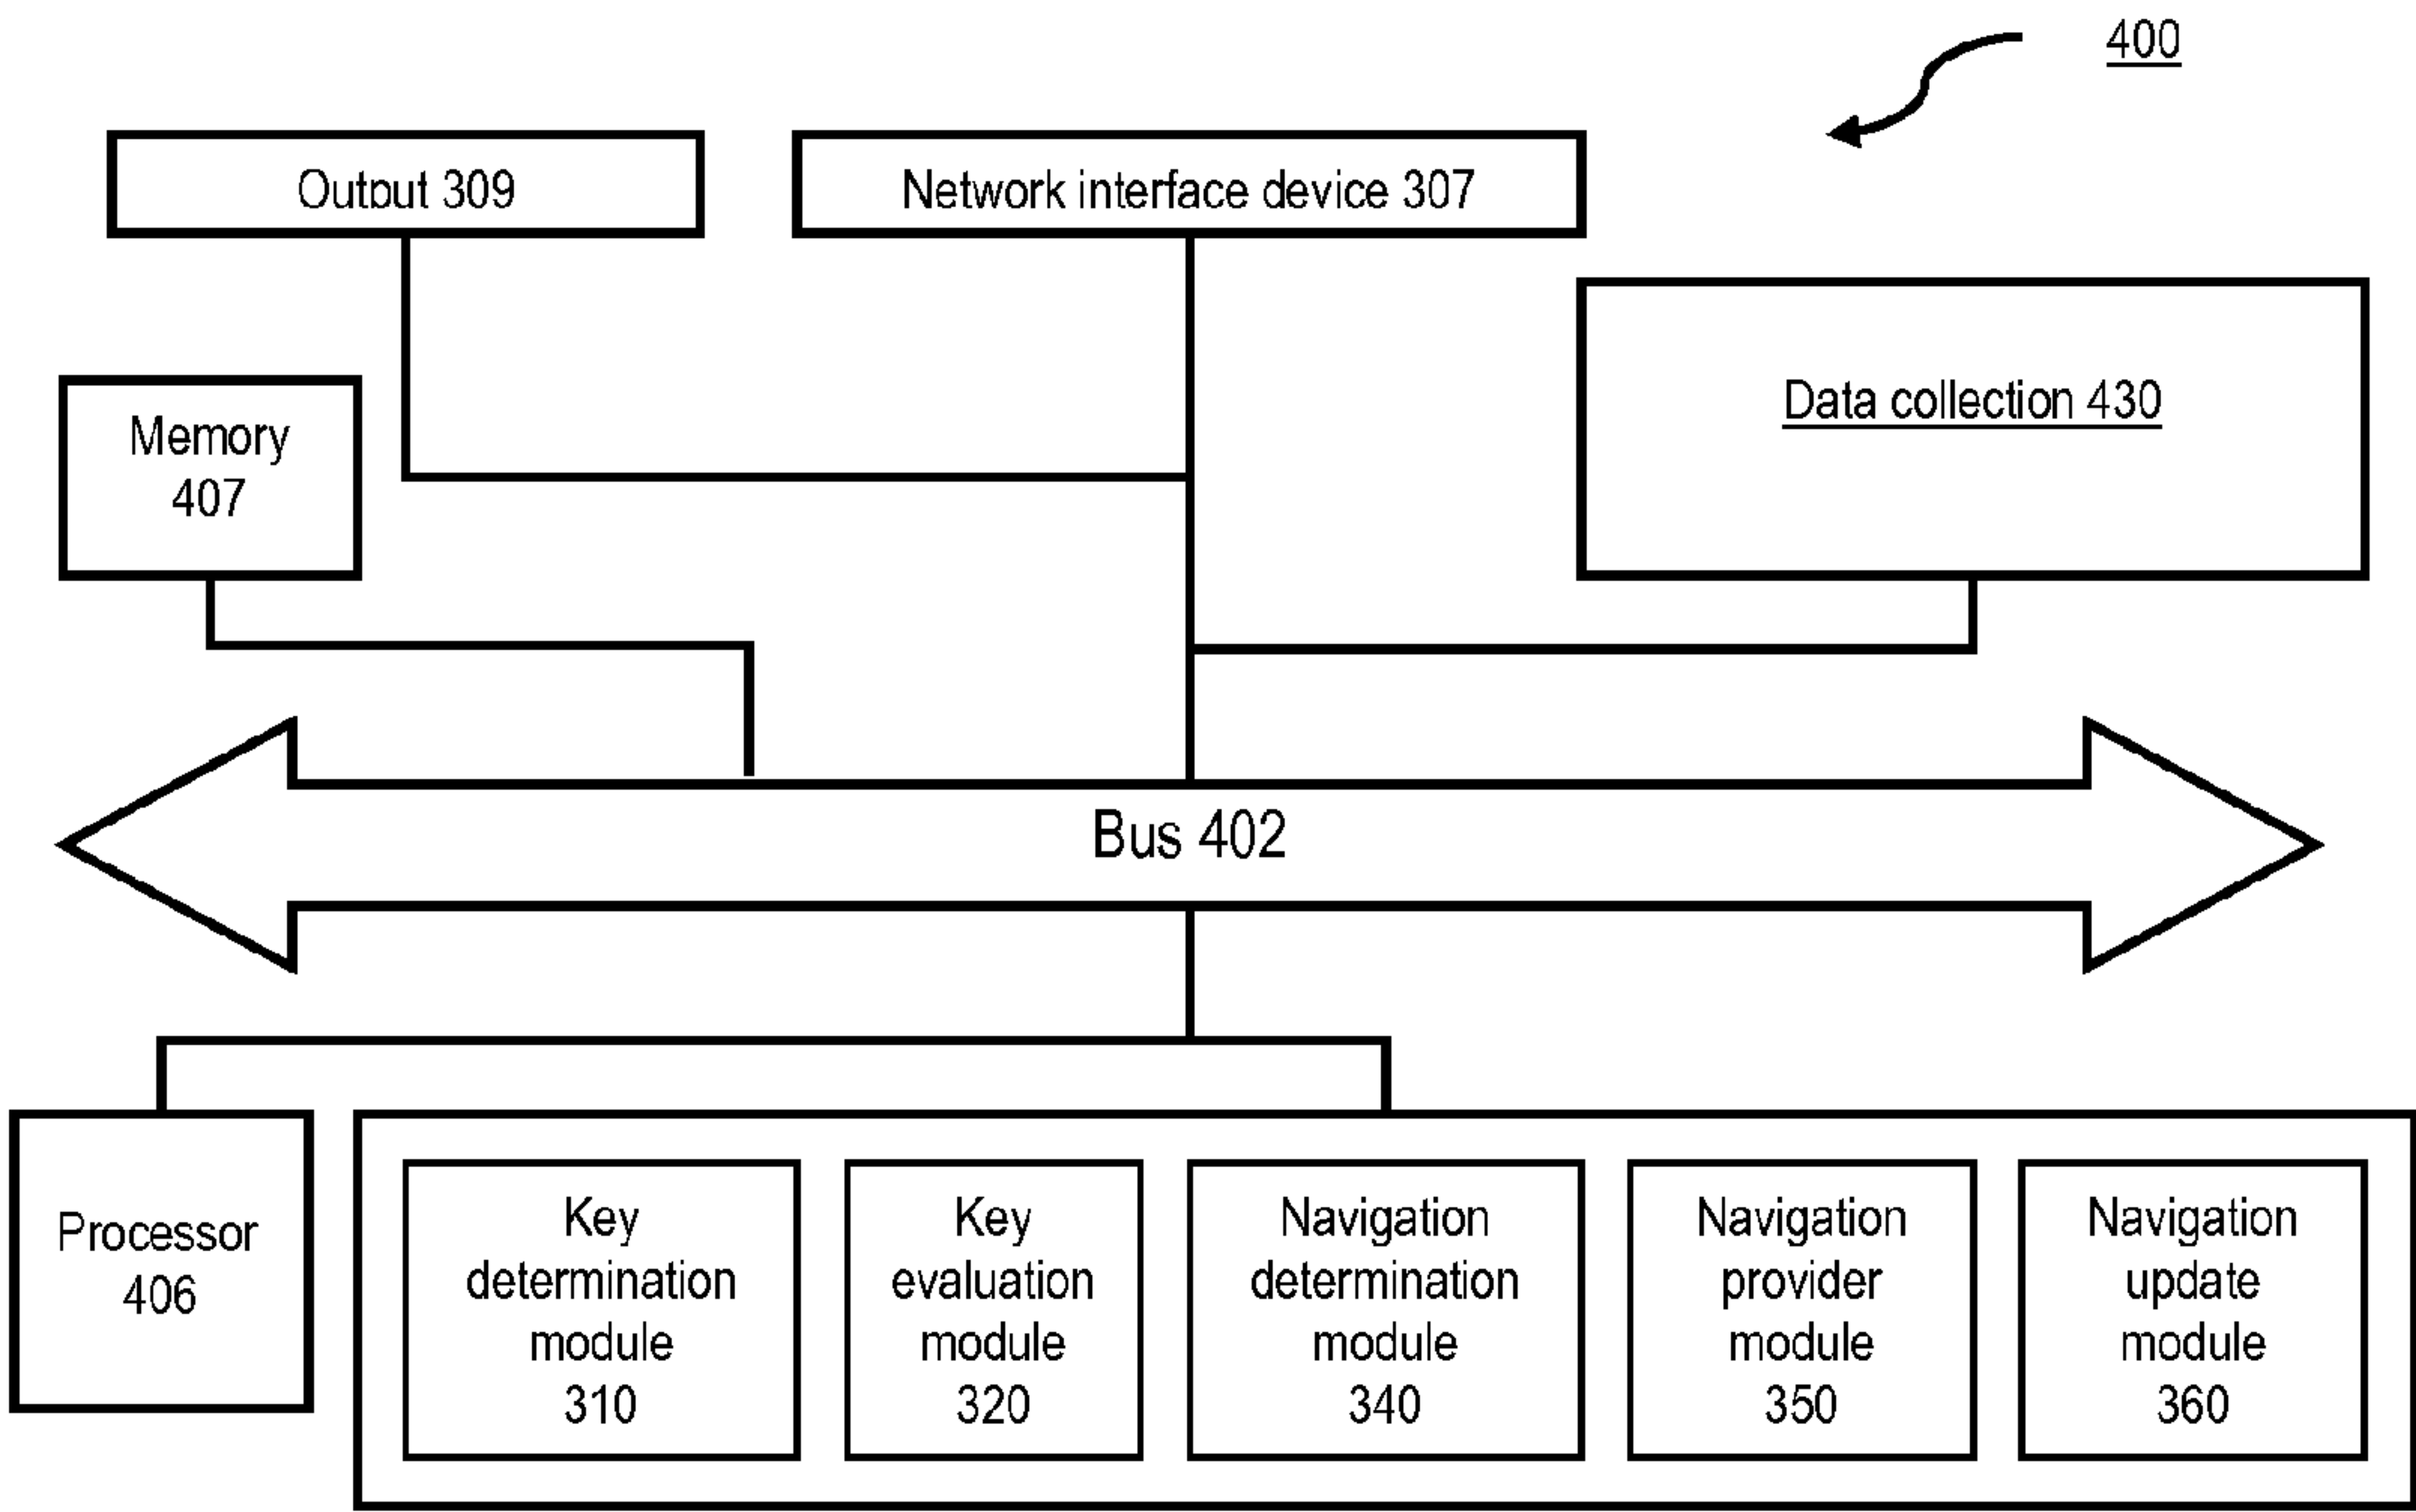 400
Output 309
Network interface device 307
Data collection 430
Memory
407
Bus 402
Processor
406
Key
determination
module
310
Key
evaluation
module
320
Navigation
determination
module
340
Navigation
provider
module
350
Navigation
update
module
360